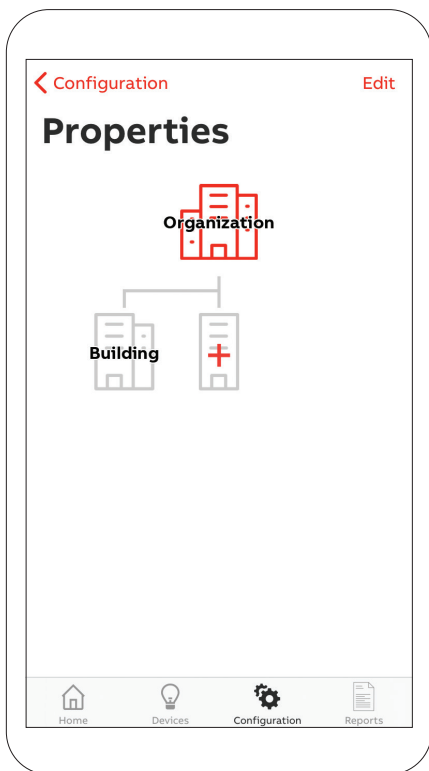 Configuration
Edit
Properties
Organization
Building
Home
Devices
Configuration
Reports